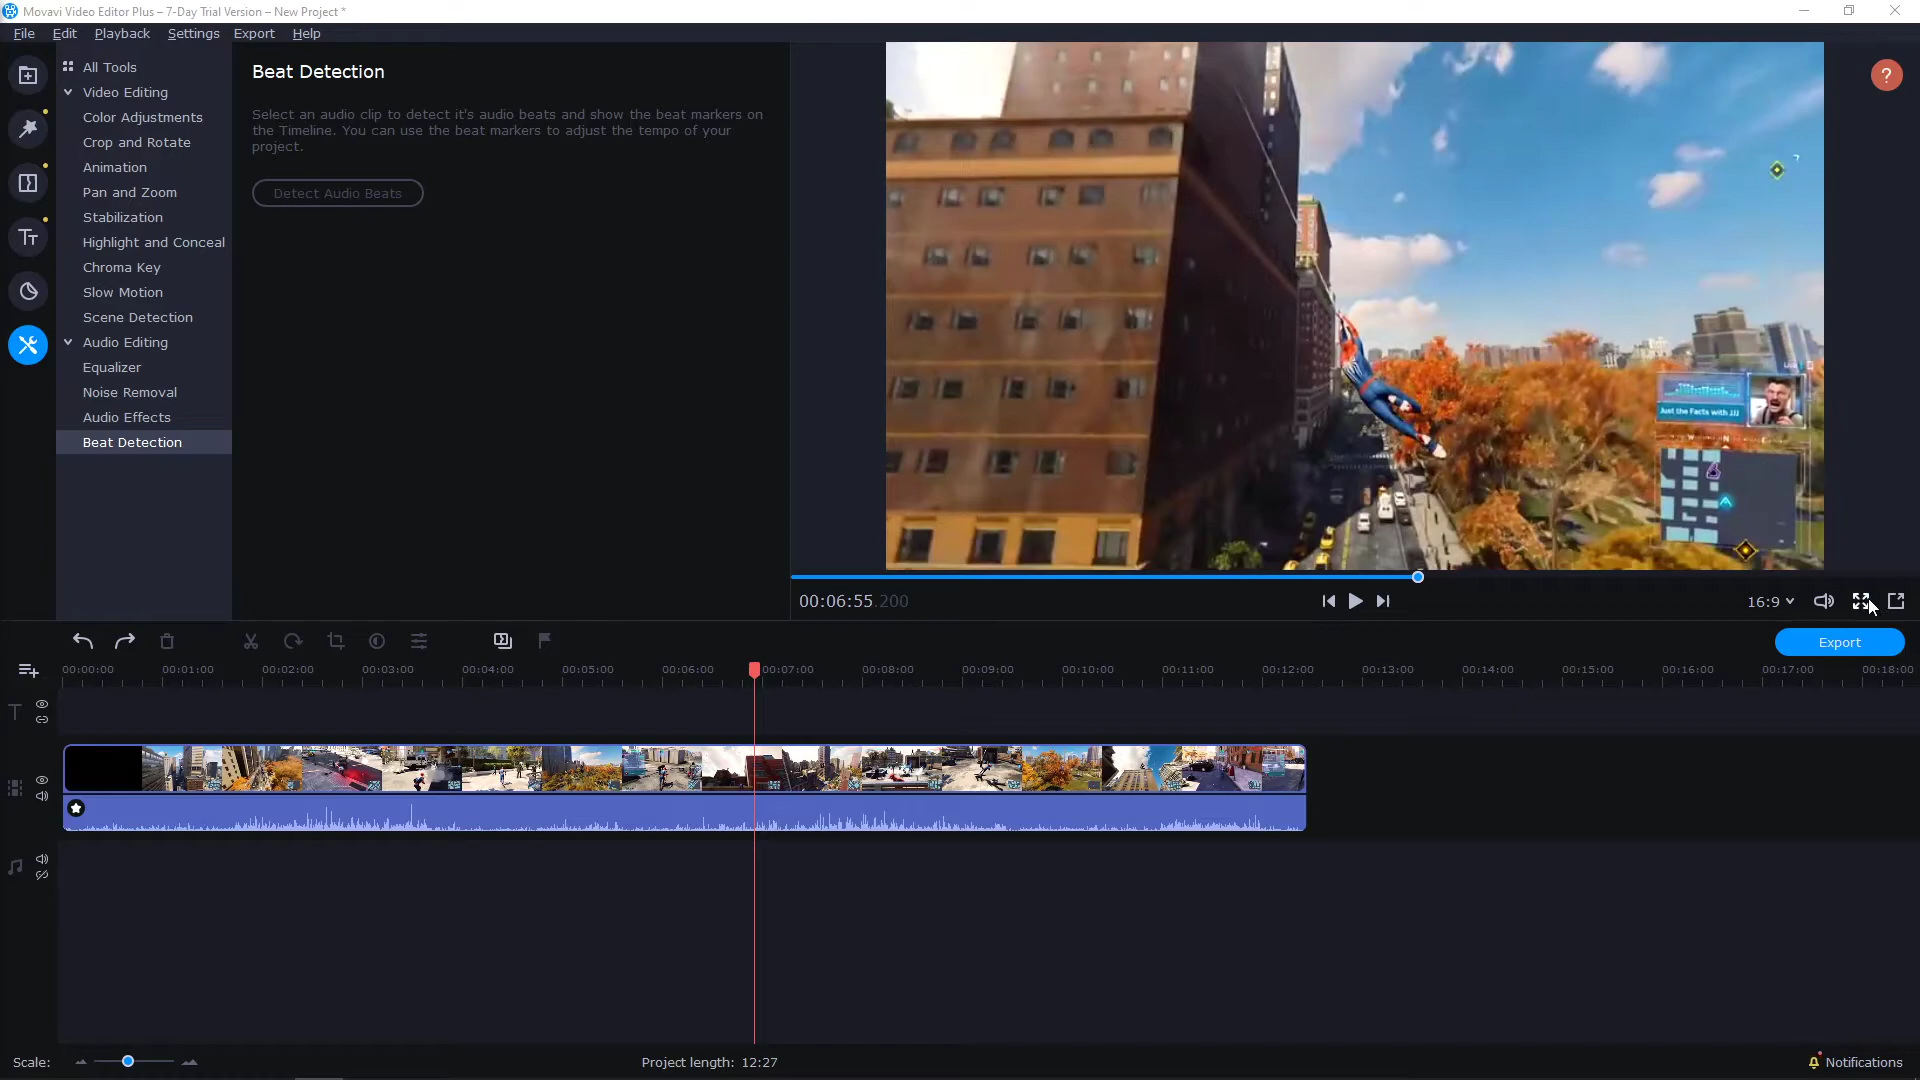 Movavi Video Editor Plus – 7-Day Trial Version – New Project *
File Edit Playback Settings Export Help
All Tools
Video Editing
Color Adjustments
Crop and Rotate
Animation
Pan and Zoom
Stabilization
Highlight and Conceal
Chroma Key
Slow Motion
Scene Detection
Audio Editing
Equalizer
Noise Removal
Audio Effects
Beat Detection
Beat Detection
Select an audio clip to detect it's audio beats and show the beat markers on
the Timeline. You can use the beat markers to adjust the tempo of your
project.
Detect Audio Beats
?
Just the Facts with JJJ
00:06:55.200
16:9
Export
00:00:00 00:01:00 00:02:00 00:03:00 00:04:00 00:05:00 00:06:00 00:07:00 00:08:00 00:09:00 00:10:00 00:11:00 00:12:00 00:13:00 00:14:00 00:15:00 00:16:00 00:17:00 00:18:00
Scale:
Project length: 12:27
Notifications